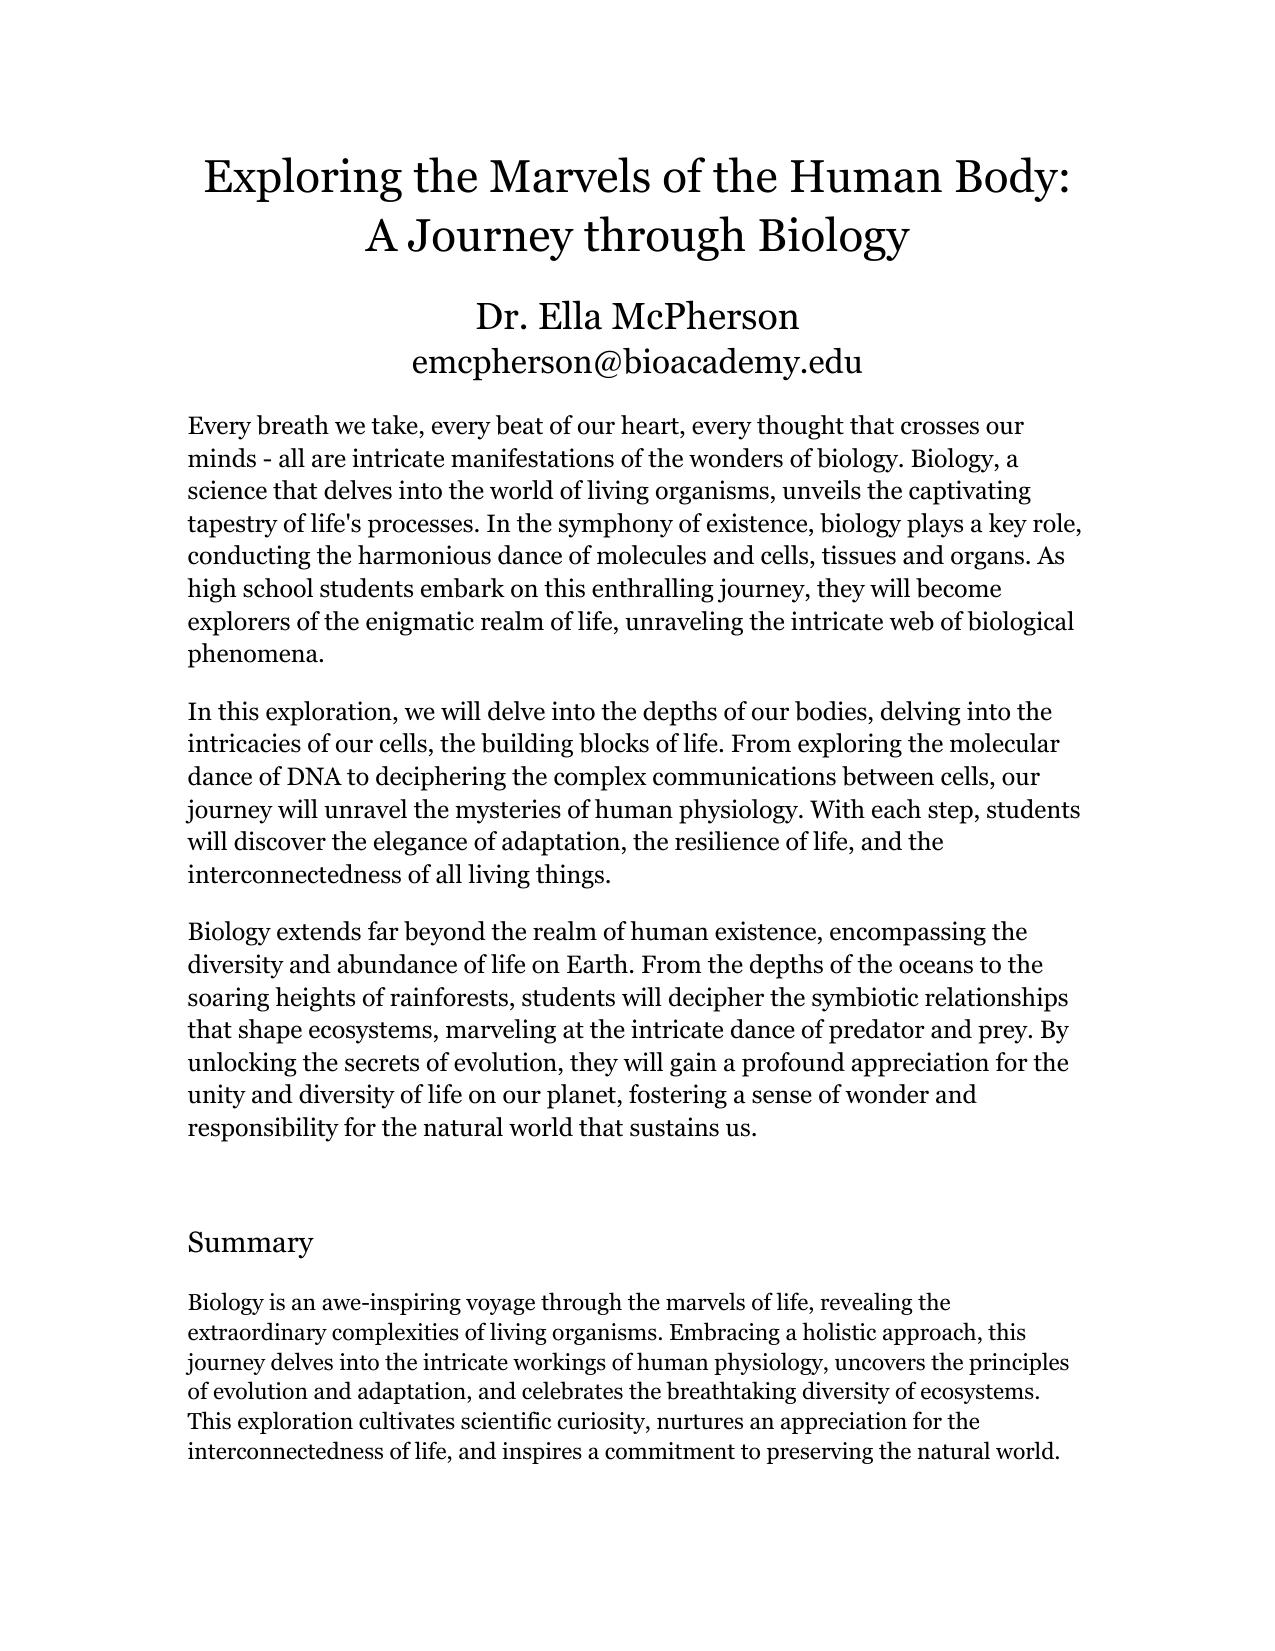 Exploring the Marvels of the Human Body:
A Journey through Biology
Dr. Ella McPherson
emcpherson@bioacademy.edu
Every breath we take, every beat of our heart, every thought that crosses our
minds - all are intricate manifestations of the wonders of biology. Biology, a
science that delves into the world of living organisms, unveils the captivating
tapestry of life's processes. In the symphony of existence, biology plays a key role,
conducting the harmonious dance of molecules and cells, tissues and organs. As
high school students embark on this enthralling journey, they will become
explorers of the enigmatic realm of life, unraveling the intricate web of biological
phenomena.
In this exploration, we will delve into the depths of our bodies, delving into the
intricacies of our cells, the building blocks of life. From exploring the molecular
dance of DNA to deciphering the complex communications between cells, our
journey will unravel the mysteries of human physiology. With each step, students
will discover the elegance of adaptation, the resilience of life, and the
interconnectedness of all living things.
Biology extends far beyond the realm of human existence, encompassing the
diversity and abundance of life on Earth. From the depths of the oceans to the
soaring heights of rainforests, students will decipher the symbiotic relationships
that shape ecosystems, marveling at the intricate dance of predator and prey. By
unlocking the secrets of evolution, they will gain a profound appreciation for the
unity and diversity of life on our planet, fostering a sense of wonder and
responsibility for the natural world that sustains us.
Summary
Biology is an awe-inspiring voyage through the marvels of life, revealing the
extraordinary complexities of living organisms. Embracing a holistic approach, this
journey delves into the intricate workings of human physiology, uncovers the principles
of evolution and adaptation, and celebrates the breathtaking diversity of ecosystems.
This exploration cultivates scientific curiosity, nurtures an appreciation for the
interconnectedness of life, and inspires a commitment to preserving the natural world.